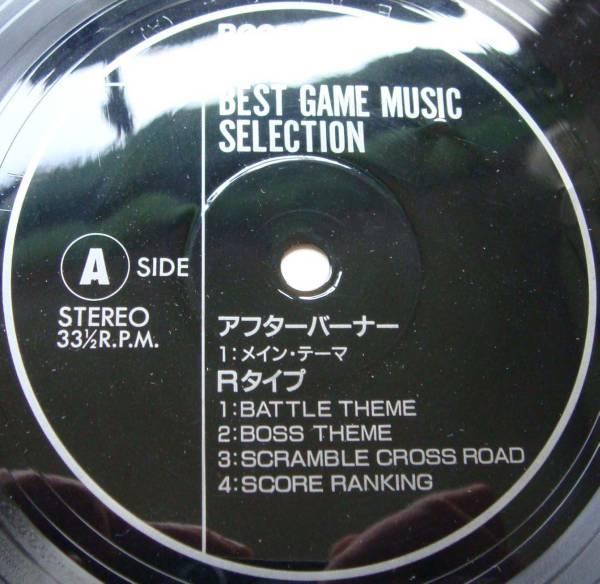 BEST GAME MUSIC
SELECTION
A SIDE
STEREO
33½R.P.M.
アフターバーナー
1:メイン・テーマ
Rタイプ
1:BATTLE THEME
2:BOSS THEME
3:SCRAMBLE CROSS ROAD
4:SCORE RANKING